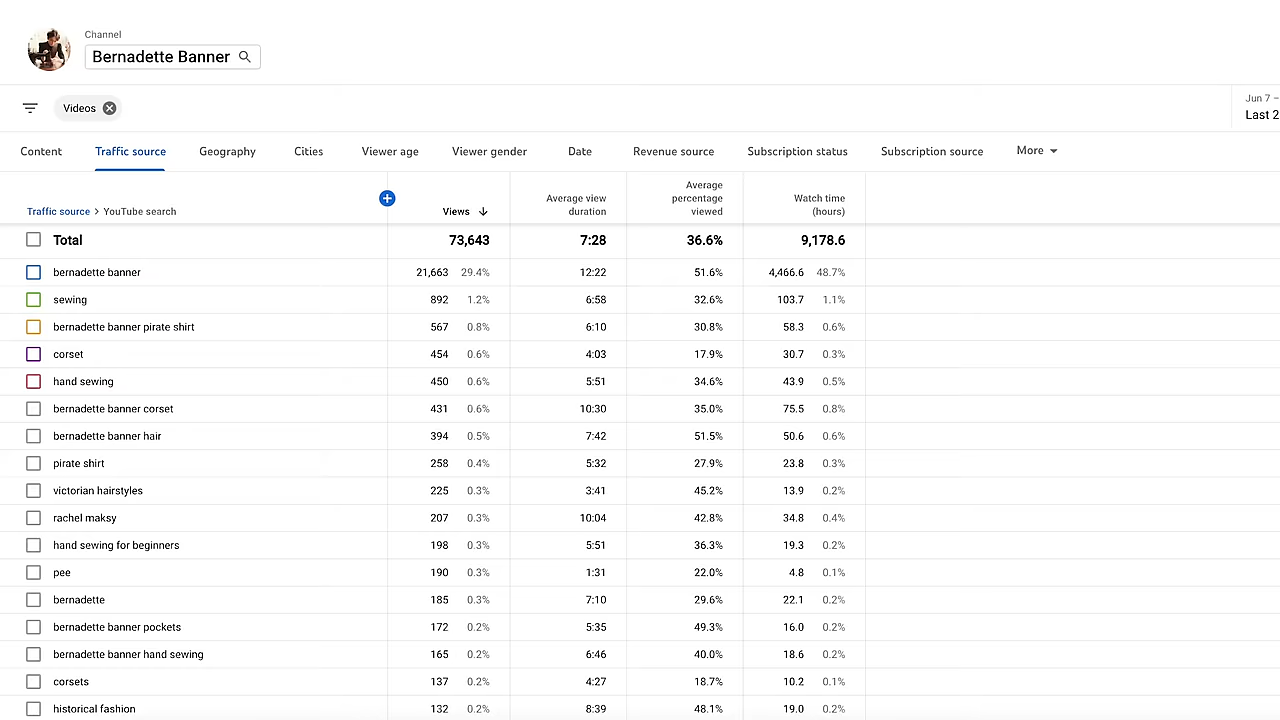 Channel
Bernadette Banner
Videos
Jun 7 –
Last 2
Content Traffic source Geography Cities Viewer age Viewer gender Date Revenue source Subscription status Subscription source More
Traffic source > YouTube search Views Average view duration Average percentage viewed Watch time (hours)
Total 73,643 7:28 36.6% 9,178.6
bernadette banner 21,663 29.4% 12:22 51.6% 4,466.6 48.7%
sewing 892 1.2% 6:58 32.6% 103.7 1.1%
bernadette banner pirate shirt 567 0.8% 6:10 30.8% 58.3 0.6%
corset 454 0.6% 4:03 17.9% 30.7 0.3%
hand sewing 450 0.6% 5:51 34.6% 43.9 0.5%
bernadette banner corset 431 0.6% 10:30 35.0% 75.5 0.8%
bernadette banner hair 394 0.5% 7:42 51.5% 50.6 0.6%
pirate shirt 258 0.4% 5:32 27.9% 23.8 0.3%
victorian hairstyles 225 0.3% 3:41 45.2% 13.9 0.2%
rachel maksy 207 0.3% 10:04 42.8% 34.8 0.4%
hand sewing for beginners 198 0.3% 5:51 36.3% 19.3 0.2%
pee 190 0.3% 1:31 22.0% 4.8 0.1%
bernadette 185 0.3% 7:10 29.6% 22.1 0.2%
bernadette banner pockets 172 0.2% 5:35 49.3% 16.0 0.2%
bernadette banner hand sewing 165 0.2% 6:46 40.0% 18.6 0.2%
corsets 137 0.2% 4:27 18.7% 10.2 0.1%
historical fashion 132 0.2% 8:39 48.1% 19.0 0.2%